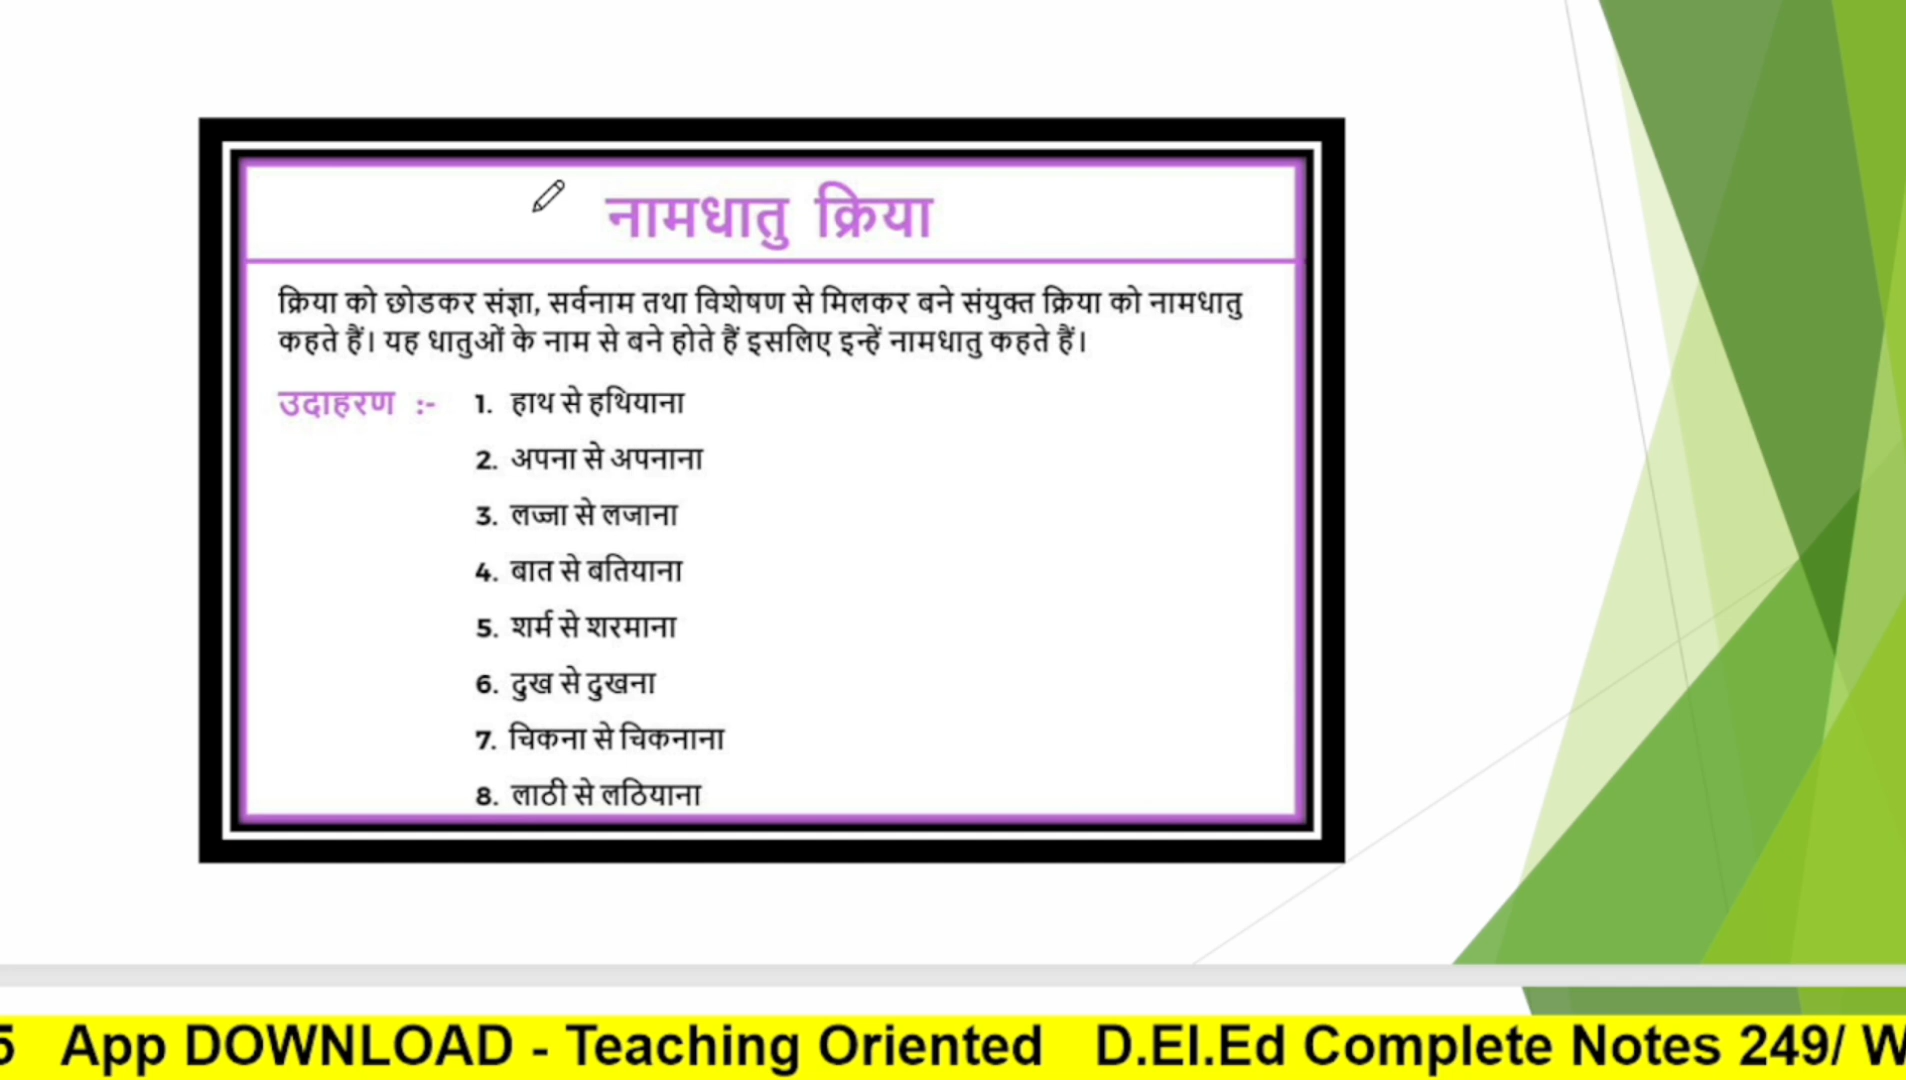 नामधातु क्रिया
क्रिया को छोडकर संज्ञा, सर्वनाम तथा विशेषण से मिलकर बने संयुक्त क्रिया को नामधातु
कहते हैं। यह धातुओं के नाम से बने होते हैं इसलिए इन्हें नामधातु कहते हैं।
उदाहरण :- 1. हाथ से हथियाना
2. अपना से अपनाना
3. लज्जा से लजाना
4. बात से बतियाना
5. शर्म से शरमाना
6. दुख से दुखना
7. चिकना से चिकनाना
8. लाठी से लठियाना
5 App DOWNLOAD - Teaching Oriented D.El.Ed Complete Notes 249/ W